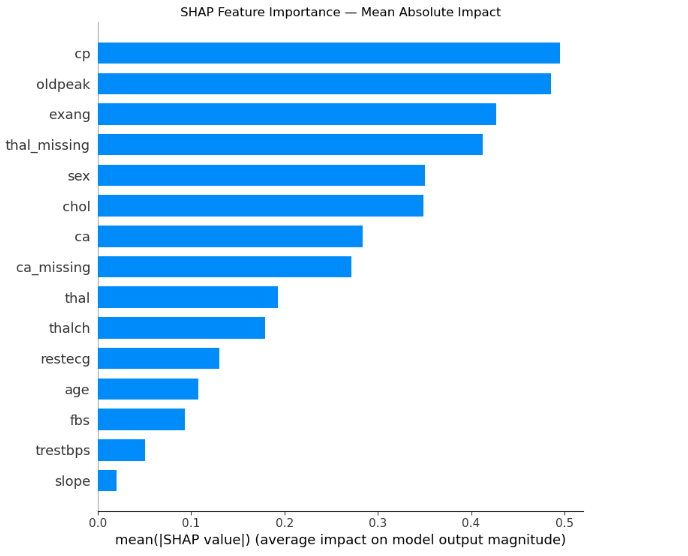 SHAP Feature Importance — Mean Absolute Impact
cp
oldpeak
exang
thal_missing
sex
chol
ca
ca_missing
thal
thalch
restecg
age
fbs
trestbps
slope
0.0 0.1 0.2 0.3 0.4 0.5
mean(|SHAP value|) (average impact on model output magnitude)